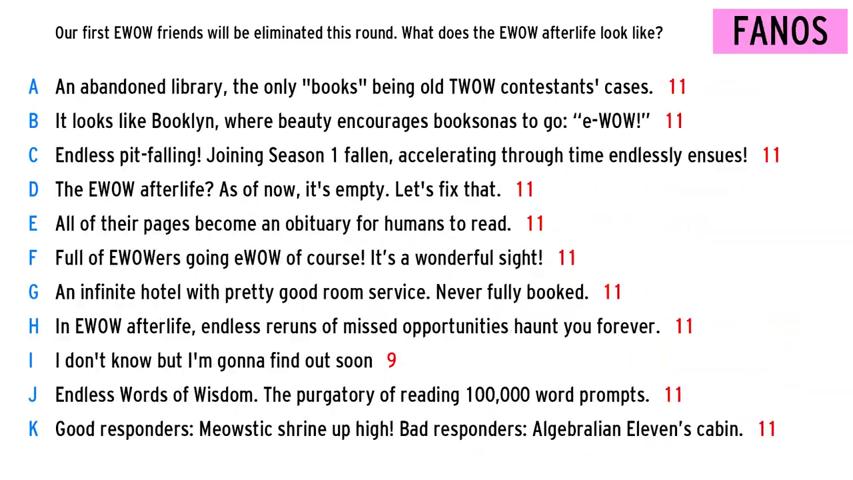 Our first EWOW friends will be eliminated this round. What does the EWOW afterlife look like?
FANOS
A An abandoned library, the only "books" being old TWOW contestants' cases. 11
B It looks like Booklyn, where beauty encourages booksonas to go: “e-WOW!” 11
C Endless pit-falling! Joining Season 1 fallen, accelerating through time endlessly ensues! 11
D The EWOW afterlife? As of now, it's empty. Let's fix that. 11
E All of their pages become an obituary for humans to read. 11
F Full of EWOWers going eWOW of course! It’s a wonderful sight! 11
G An infinite hotel with pretty good room service. Never fully booked. 11
H In EWOW afterlife, endless reruns of missed opportunities haunt you forever. 11
I I don't know but I'm gonna find out soon 9
J Endless Words of Wisdom. The purgatory of reading 100,000 word prompts. 11
K Good responders: Meowstic shrine up high! Bad responders: Algebralian Eleven’s cabin. 11